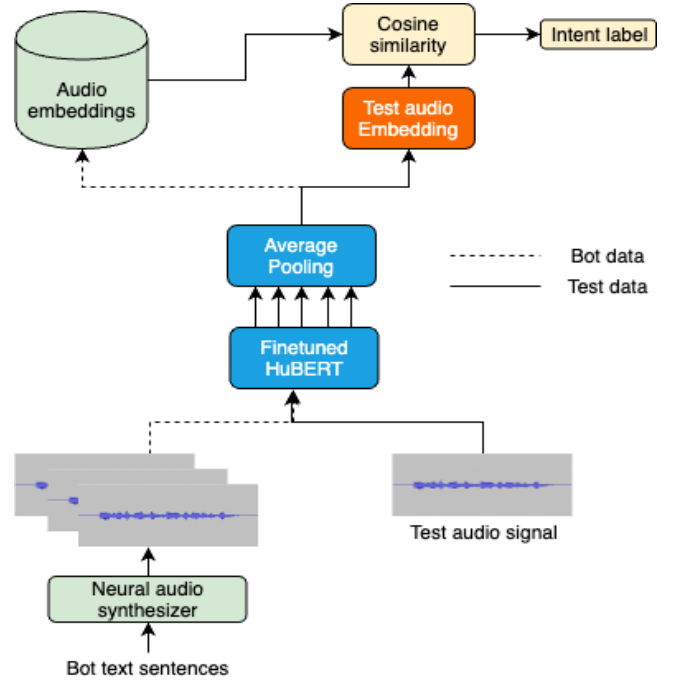 Cosine
similarity
Intent label
Audio
embeddings
Test audio
Embedding
Average
Pooling
Bot data
Test data
Finetuned
HuBERT
Test audio signal
Neural audio
synthesizer
Bot text sentences